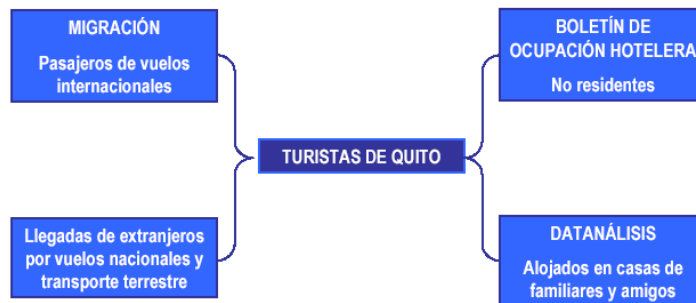 MIGRACIÓN
Pasajeros de vuelos
internacionales
BOLETÍN DE
OCUPACIÓN HOTELERA
No residentes
TURISTAS DE QUITO
Llegadas de extranjeros
por vuelos nacionales y
transporte terrestre
DATANÁLISIS
Alojados en casas de
familiares y amigos